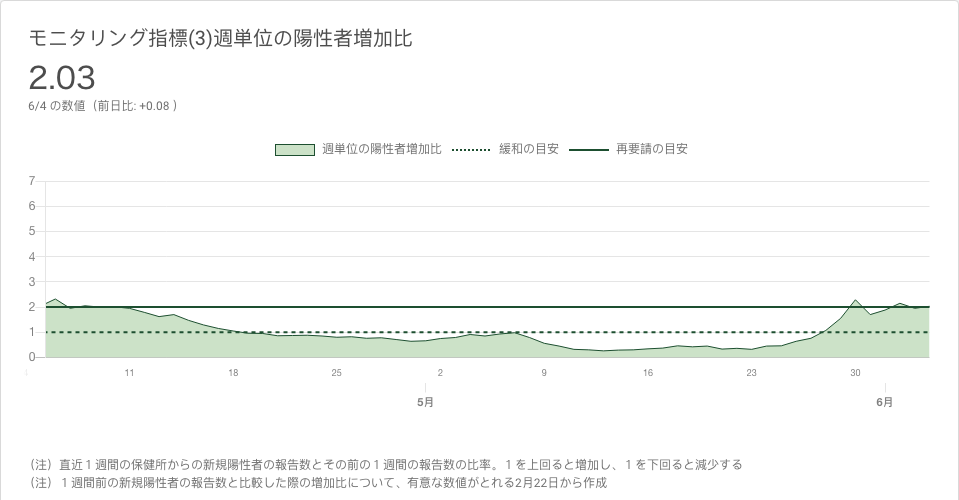 モニタリング指標(3)週単位の陽性者増加比
2.03
6/4 の数値（前日比: +0.08 ）
週単位の陽性者増加比 緩和の目安 再要請の目安
7
6
5
4
3
2
1
0
11 18 25 2 9 16 23 30
5月 6月
（注）直近１週間の保健所からの新規陽性者の報告数とその前の１週間の報告数の比率。１を上回ると増加し、１を下回ると減少する
（注）１週間前の新規陽性者の報告数と比較した際の増加比について、有意な数値がとれる2月22日から作成